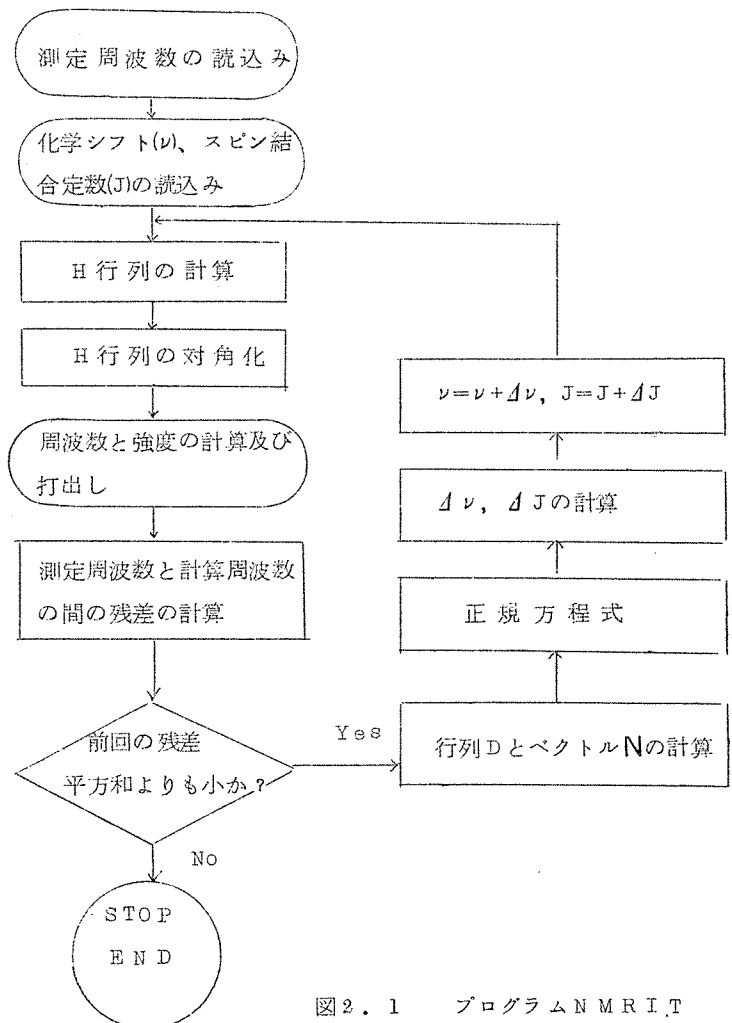 測定周波数の読込み
化学シフト(ν)、スピン結
合定数(J)の読込み
H行列の計算
H行列の対角化
周波数と強度の計算及び
打出し
測定周波数と計算周波数
の間の残差の計算
前回の残差
平方和よりも小か?
Yes
No
STOP
END
行列DとベクトルNの計算
正規方程式
Δν, ΔJの計算
ν=ν+Δν, J=J+ΔJ
図2.1 プログラムNMRIT